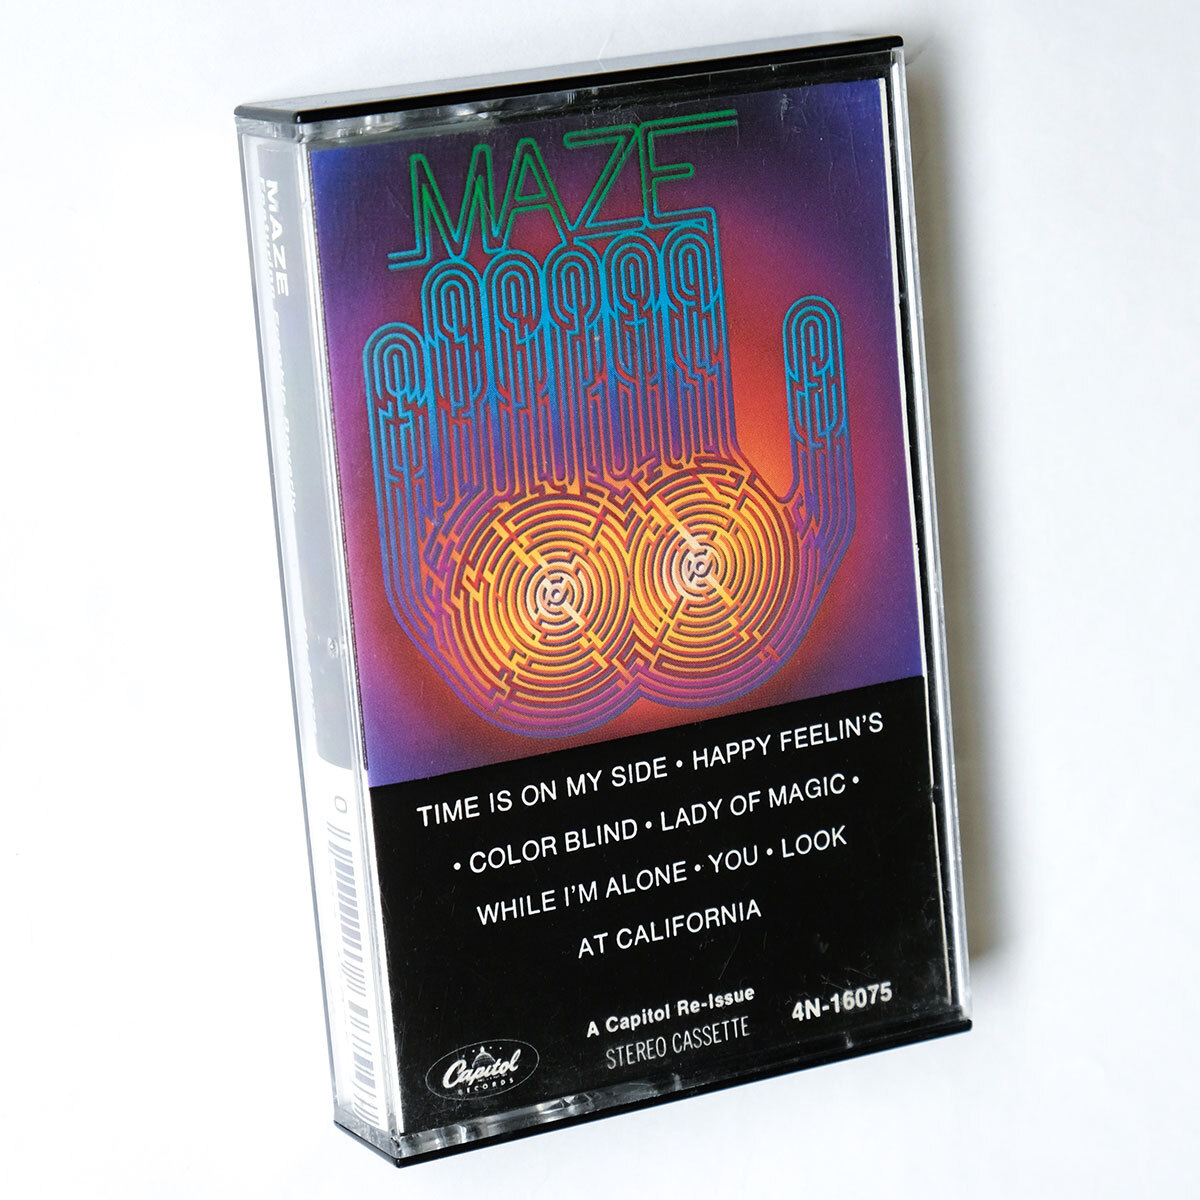 MAZE
TIME IS ON MY SIDE • HAPPY FEELIN'S
• COLOR BLIND • LADY OF MAGIC •
WHILE I'M ALONE • YOU • LOOK
AT CALIFORNIA
A Capitol Re-Issue
STEREO CASSETTE
4N-16075
Capitol
RECORDS
MAZE
0